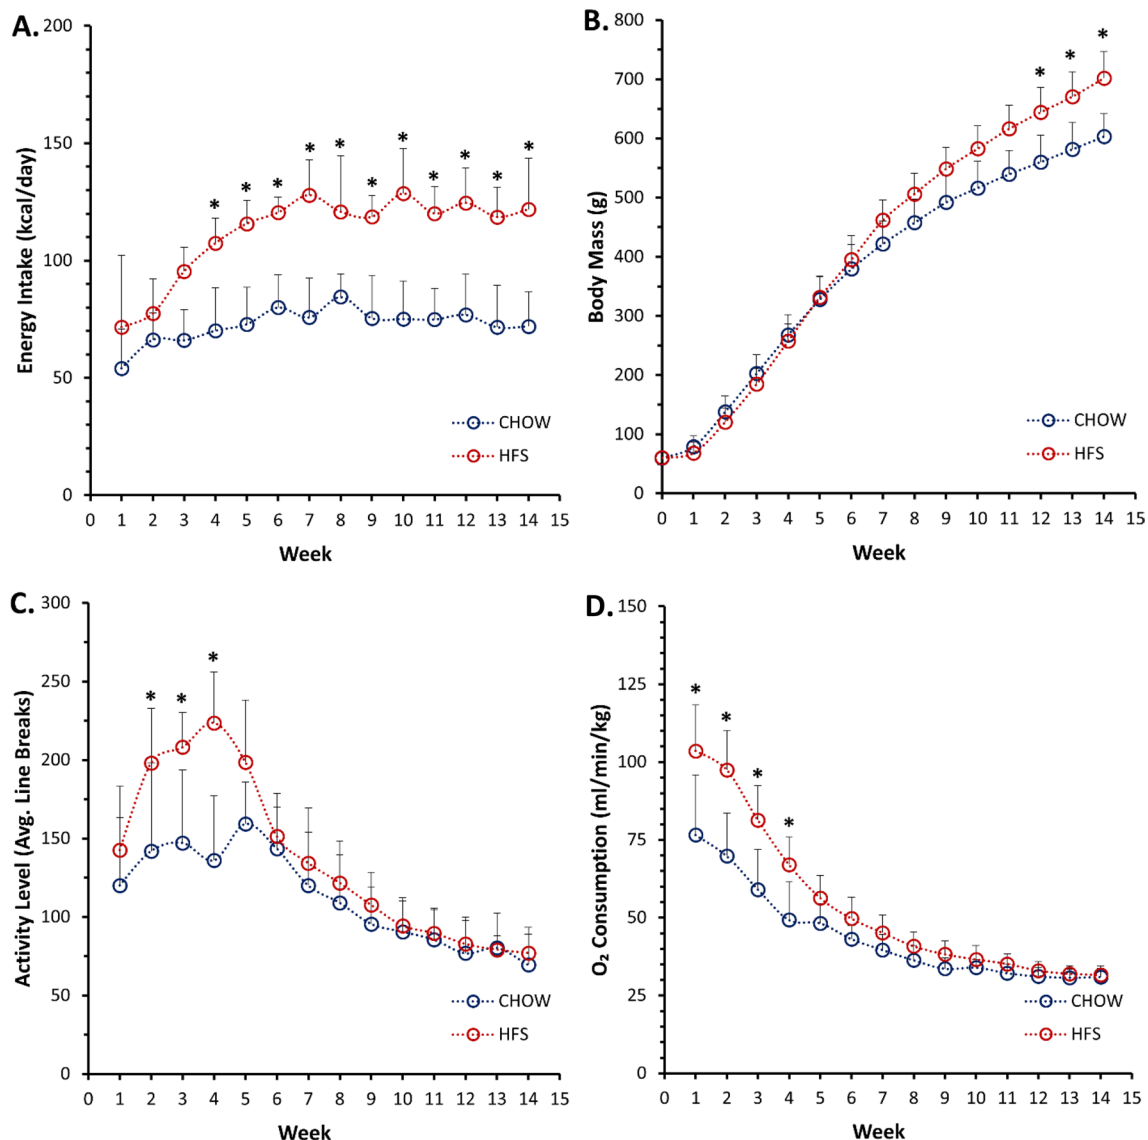 A.
200
150
100
50
0
Energy Intake (kcal/day)
* * * * * * * * * * *
CHOW
HFS
0 1 2 3 4 5 6 7 8 9 10 11 12 13 14 15
Week
B.
800
700
600
500
400
300
200
100
0
Body Mass (g)
* * *
CHOW
HFS
0 1 2 3 4 5 6 7 8 9 10 11 12 13 14 15
Week
C.
300
250
200
150
100
50
0
Activity Level (Avg. Line Breaks)
* * *
CHOW
HFS
0 1 2 3 4 5 6 7 8 9 10 11 12 13 14 15
Week
D.
150
125
100
75
50
25
0
O₂ Consumption (ml/min/kg)
* * * *
CHOW
HFS
0 1 2 3 4 5 6 7 8 9 10 11 12 13 14 15
Week